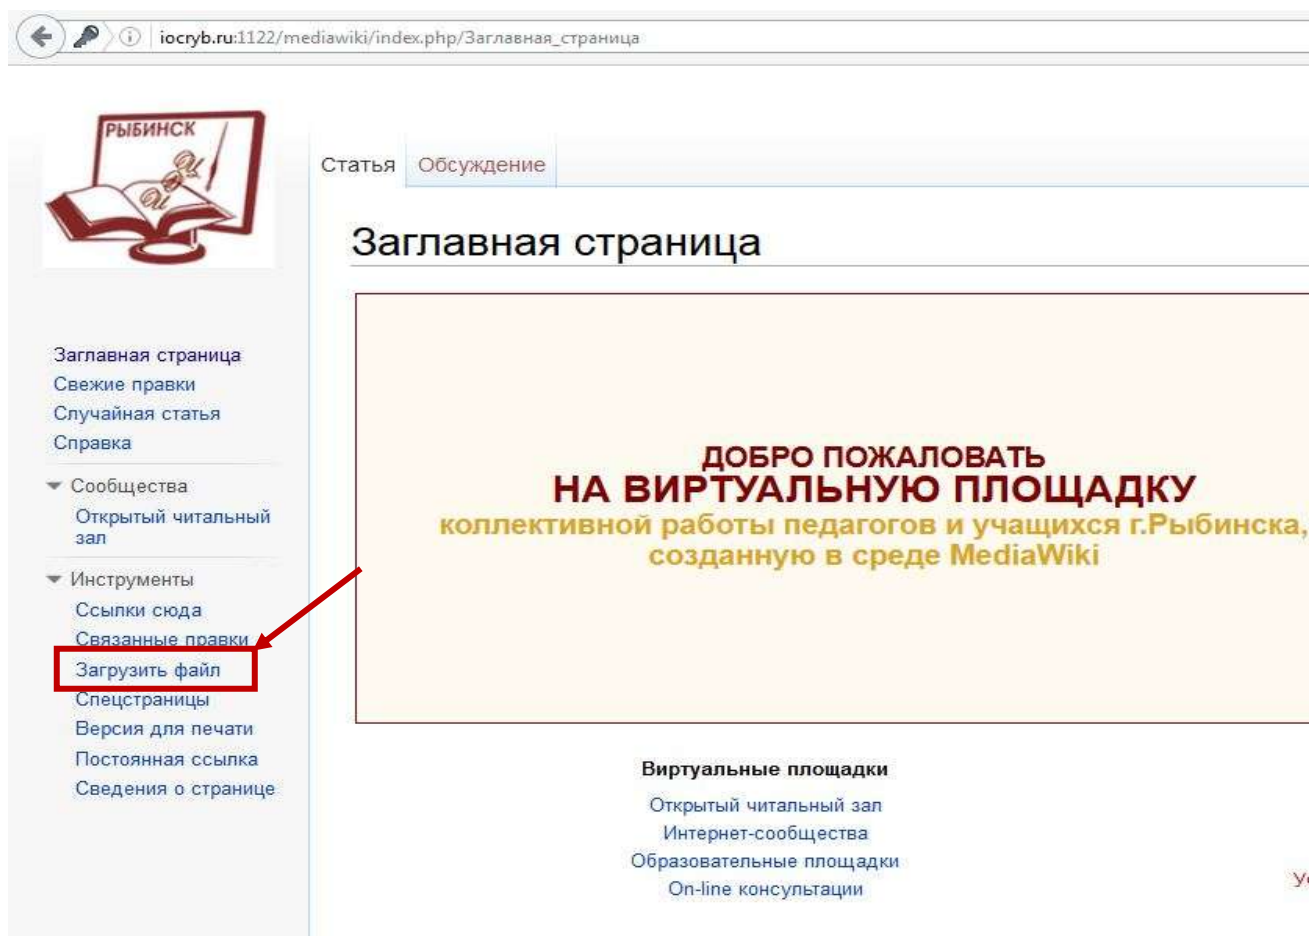 iocryb.ru:1122/mediawiki/index.php/Заглавная_страница
РЫБИНСК
Статья Обсуждение
Заглавная страница
Заглавная страница
Свежие правки
Случайная статья
Справка
Сообщества
Открытый читальный
зал
Инструменты
Ссылки сюда
Связанные правки
Загрузить файл
Спецстраницы
Версия для печати
Постоянная ссылка
Сведения о странице
ДОБРО ПОЖАЛОВАТЬ
НА ВИРТУАЛЬНУЮ ПЛОЩАДКУ
коллективной работы педагогов и учащихся г.Рыбинска,
созданную в среде MediaWiki
Виртуальные площадки
Открытый читальный зал
Интернет-сообщества
Образовательные площадки
On-line консультации